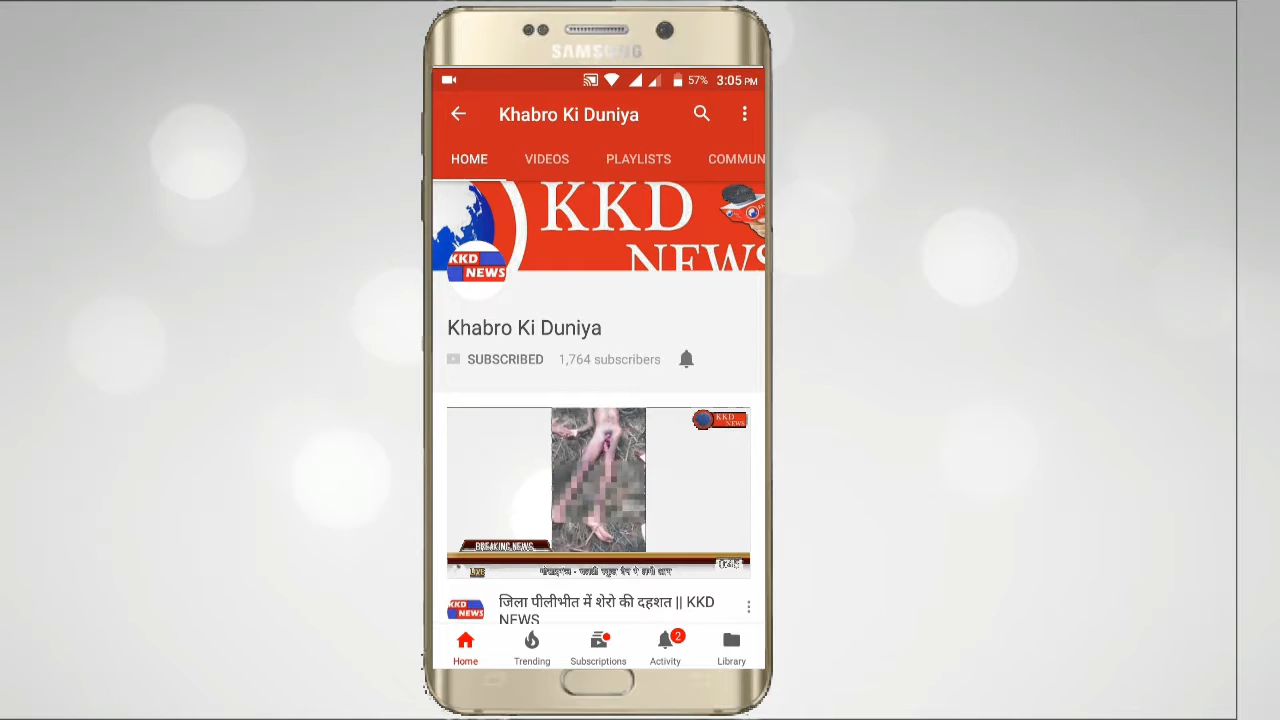 SAMSUNG
57% 3:05 PM
Khabro Ki Duniya
HOME VIDEOS PLAYLISTS COMMUN
KKD
NEWS
KKD
NEWS
Khabro Ki Duniya
SUBSCRIBED 1,764 subscribers
KKD
NEWS
BREAKING NEWS
LIVE
जिला पीलीभीत में शेरो की दहशत || KKD
KKD
NEWS
NEWS
2
Home Trending Subscriptions Activity Library